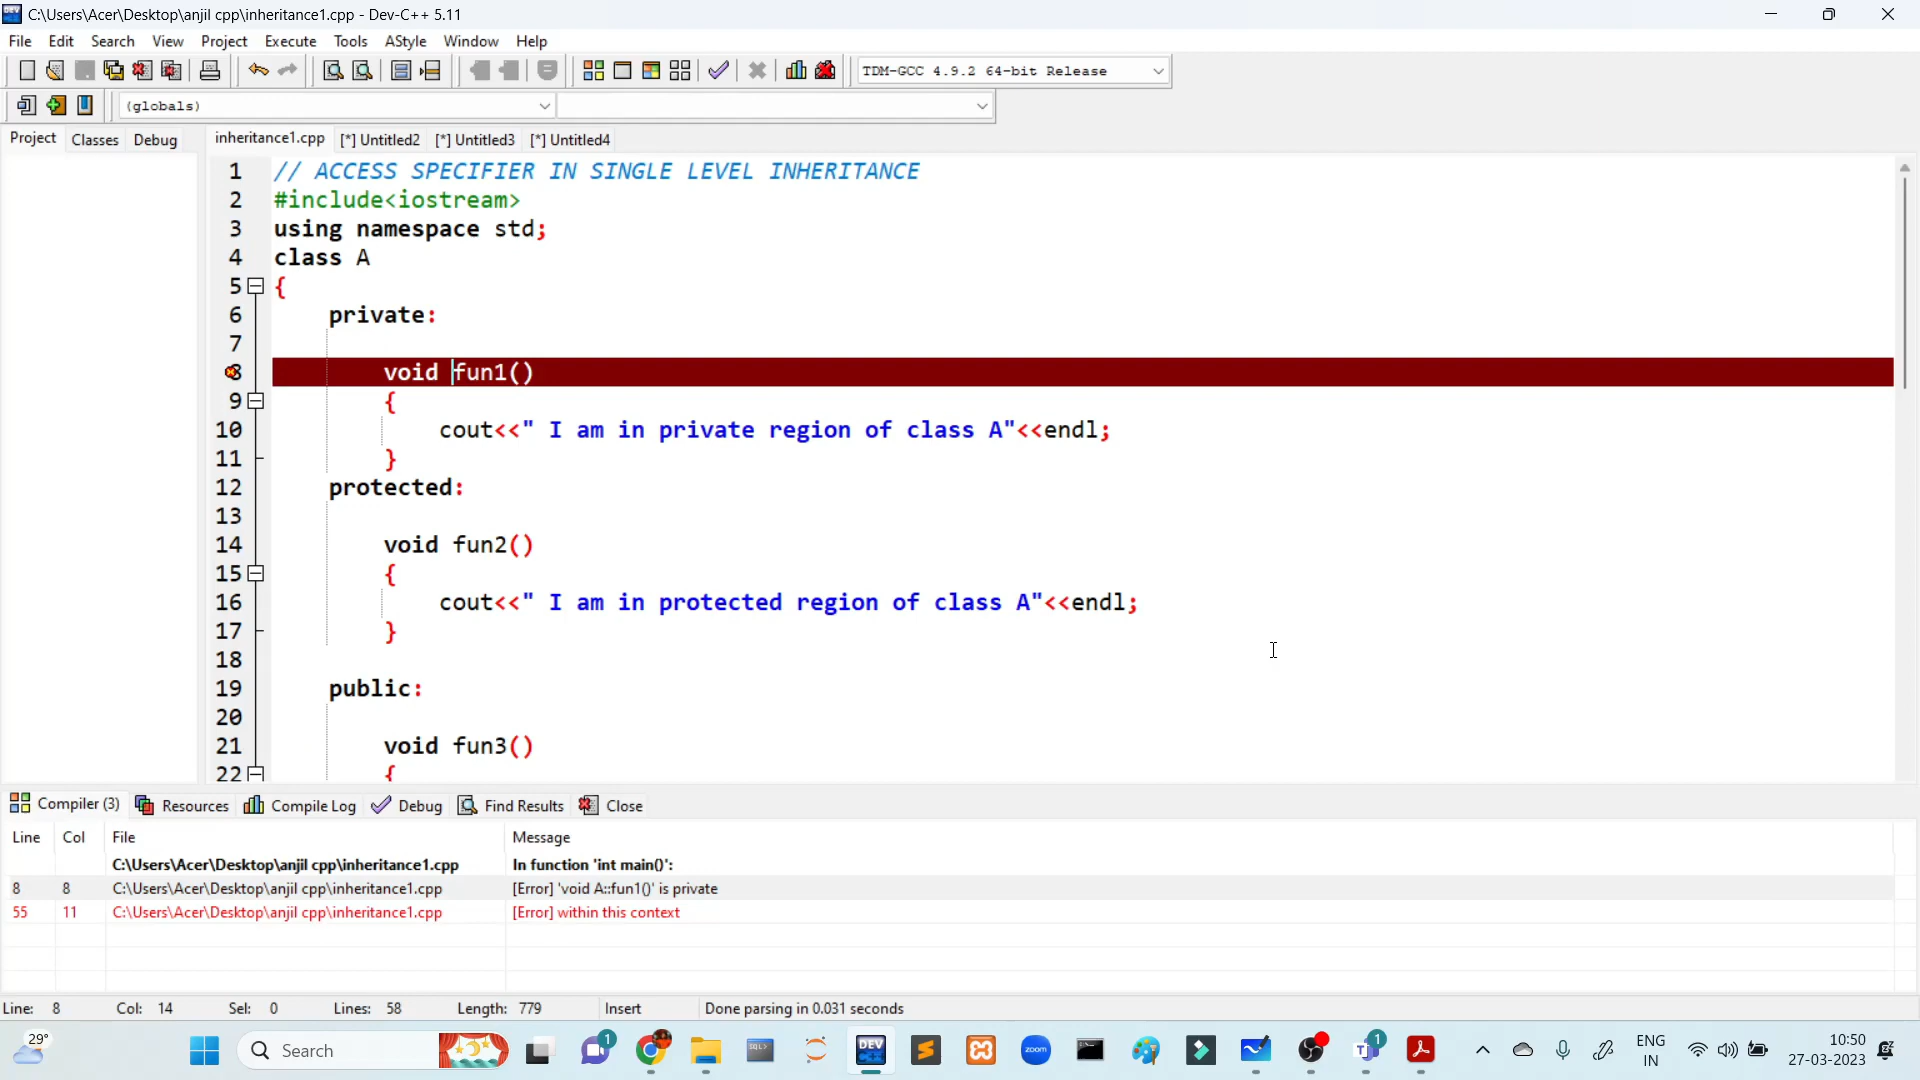 C:\Users\Acer\Desktop\anjil cpp\inheritance1.cpp - Dev-C++ 5.11
File Edit Search View Project Execute Tools AStyle Window Help
TDM-GCC 4.9.2 64-bit Release
(globals)
Project Classes Debug inheritance1.cpp [*] Untitled2 [*] Untitled3 [*] Untitled4
1 // ACCESS SPECIFIER IN SINGLE LEVEL INHERITANCE
2 #include<iostream>
3 using namespace std;
4 class A
5 {
6 private:
7
8 void fun1()
9 {
10 cout<<" I am in private region of class A"<<endl;
11 }
12 protected:
13
14 void fun2()
15 {
16 cout<<" I am in protected region of class A"<<endl;
17 }
18
19 public:
20
21 void fun3()
22 {
Compiler (3) Resources Compile Log Debug Find Results Close
Line Col File Message
C:\Users\Acer\Desktop\anjil cpp\inheritance1.cpp In function 'int main()':
8 8 C:\Users\Acer\Desktop\anjil cpp\inheritance1.cpp [Error] 'void A::fun1()' is private
55 11 C:\Users\Acer\Desktop\anjil cpp\inheritance1.cpp [Error] within this context
Line: 8 Col: 14 Sel: 0 Lines: 58 Length: 779 Insert Done parsing in 0.031 seconds
29° Search 1 SQL> DEV C++ zoom 1 ENG 10:50
IN 27-03-2023